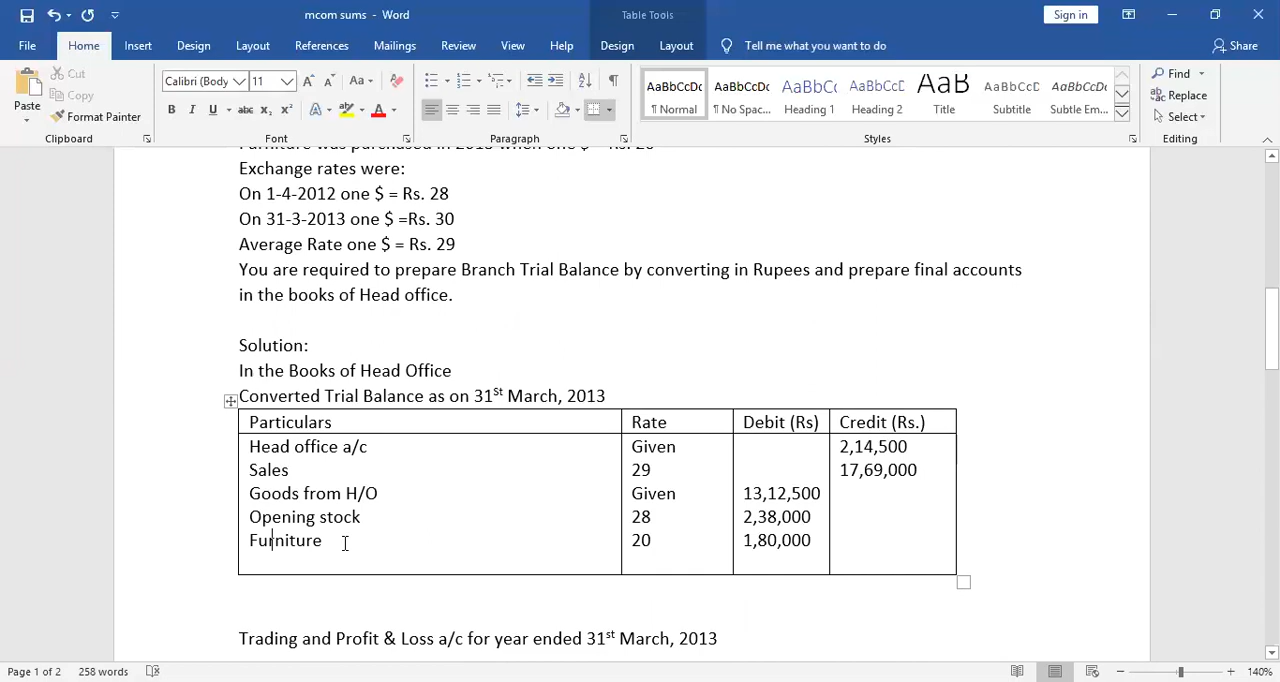 mcom sums - Word
Table Tools
Sign in
File Home Insert Design Layout References Mailings Review View Help Design Layout Tell me what you want to do Share
Paste
Cut
Copy
Format Painter
Clipboard
Calibri (Body 11
Font
Paragraph
AaBbCcDc AaBbCcDc AaBbCc AaBbCcC AaB AaBbCcD AaBbCcDc
¶ Normal ¶ No Spac... Heading 1 Heading 2 Title Subtitle Subtle Em...
Styles
Find
Replace
Select
Editing
Exchange rates were:
On 1-4-2012 one $ = Rs. 28
On 31-3-2013 one $ =Rs. 30
Average Rate one $ = Rs. 29
You are required to prepare Branch Trial Balance by converting in Rupees and prepare final accounts
in the books of Head office.
Solution:
In the Books of Head Office
Converted Trial Balance as on 31St March, 2013
Particulars Rate Debit (Rs) Credit (Rs.)
Head office a/c Given 2,14,500
Sales 29 17,69,000
Goods from H/O Given 13,12,500
Opening stock 28 2,38,000
Furniture 20 1,80,000
Trading and Profit & Loss a/c for year ended 31st March, 2013
Page 1 of 2 258 words 140%